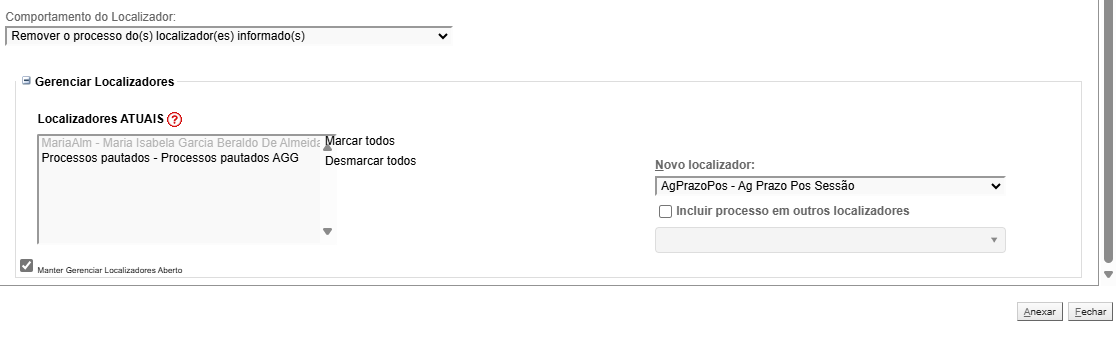 Comportamento do Localizador:
Remover o processo do(s) localizador(es) informado(s)
Gerenciar Localizadores
Localizadores ATUAIS ?
MariaAlm - Maria Isabela Garcia Beraldo De Almeida
Processos pautados - Processos pautados AGG
Marcar todos
Desmarcar todos
Novo localizador:
AgPrazoPos - Ag Prazo Pos Sessão
Incluir processo em outros localizadores
Manter Gerenciar Localizadores Aberto
Anexar
Fechar